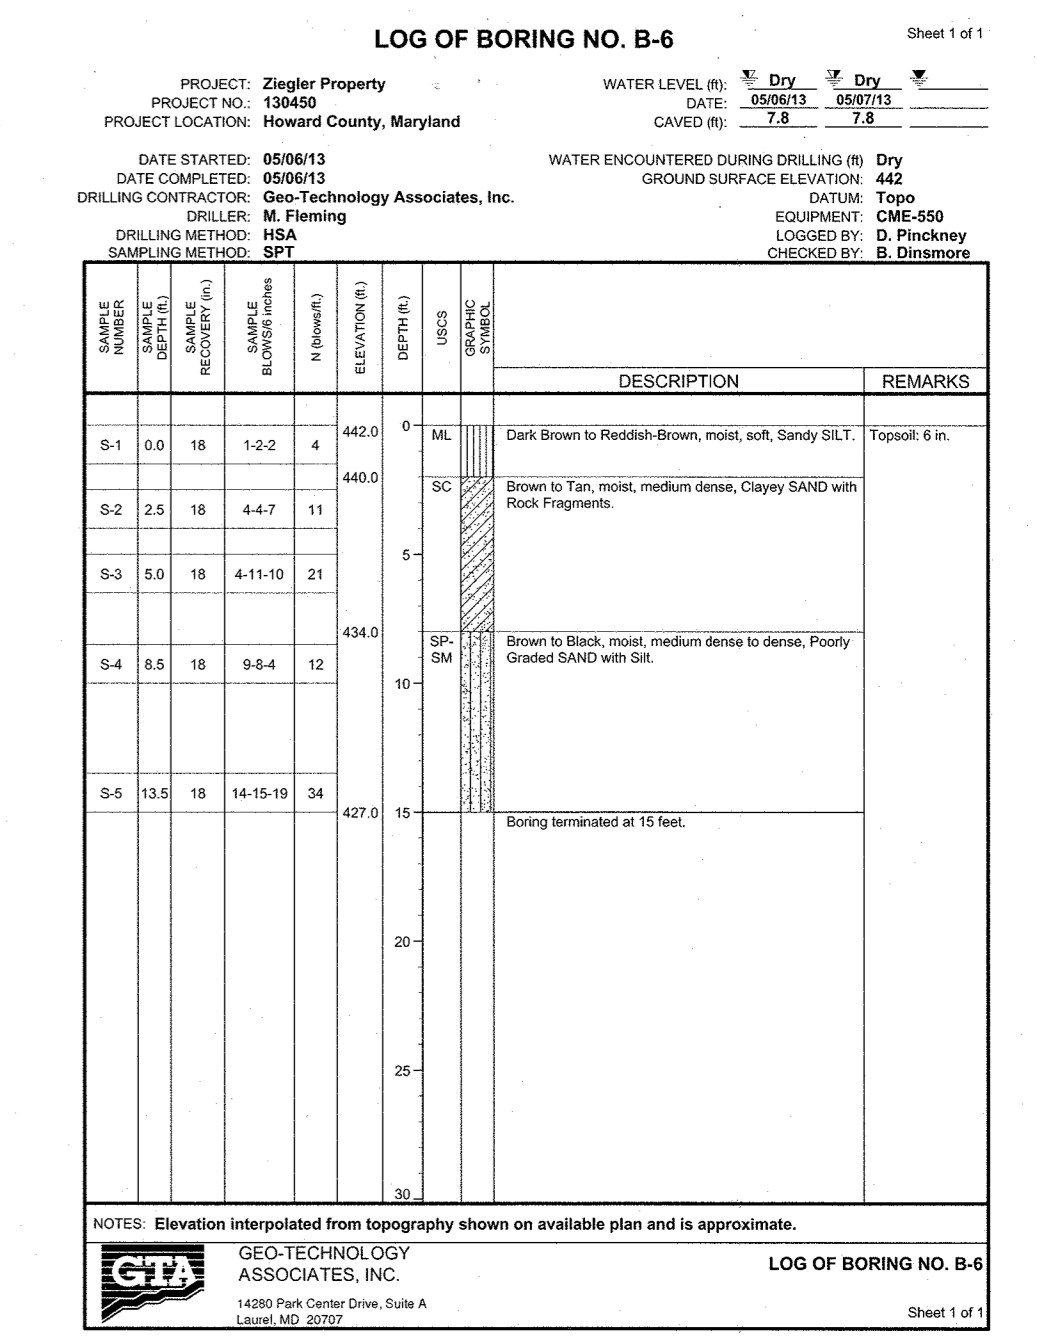 LOG OF BORING NO. B-6
Sheet 1 of 1
PROJECT: Ziegler Property
PROJECT NO.: 130450
PROJECT LOCATION: Howard County, Maryland
WATER LEVEL (ft): Dry Dry
DATE: 05/06/13 05/07/13
CAVED (ft): 7.8 7.8
DATE STARTED: 05/06/13
DATE COMPLETED: 05/06/13
DRILLING CONTRACTOR: Geo-Technology Associates, Inc.
DRILLER: M. Fleming
DRILLING METHOD: HSA
SAMPLING METHOD: SPT
WATER ENCOUNTERED DURING DRILLING (ft) Dry
GROUND SURFACE ELEVATION: 442
DATUM: Topo
EQUIPMENT: CME-550
LOGGED BY: D. Pinckney
CHECKED BY: B. Dinsmore
SAMPLE NUMBER
SAMPLE DEPTH (ft.)
SAMPLE RECOVERY (in.)
SAMPLE BLOWS/6 inches
N (blows/ft.)
ELEVATION (ft.)
DEPTH (ft.)
USCS
GRAPHIC SYMBOL
DESCRIPTION
REMARKS
442.0 0
S-1 0.0 18 1-2-2 4 ML Dark Brown to Reddish-Brown, moist, soft, Sandy SILT. Topsoil: 6 in.
440.0
SC Brown to Tan, moist, medium dense, Clayey SAND with
Rock Fragments.
S-2 2.5 18 4-4-7 11
5
S-3 5.0 18 4-11-10 21
434.0
SP- Brown to Black, moist, medium dense to dense, Poorly
SM Graded SAND with Silt.
S-4 8.5 18 9-8-4 12
10
S-5 13.5 18 14-15-19 34
427.0 15
Boring terminated at 15 feet.
20
25
30
NOTES: Elevation interpolated from topography shown on available plan and is approximate.
GTA
GEO-TECHNOLOGY
ASSOCIATES, INC.
14280 Park Center Drive, Suite A
Laurel, MD 20707
LOG OF BORING NO. B-6
Sheet 1 of 1